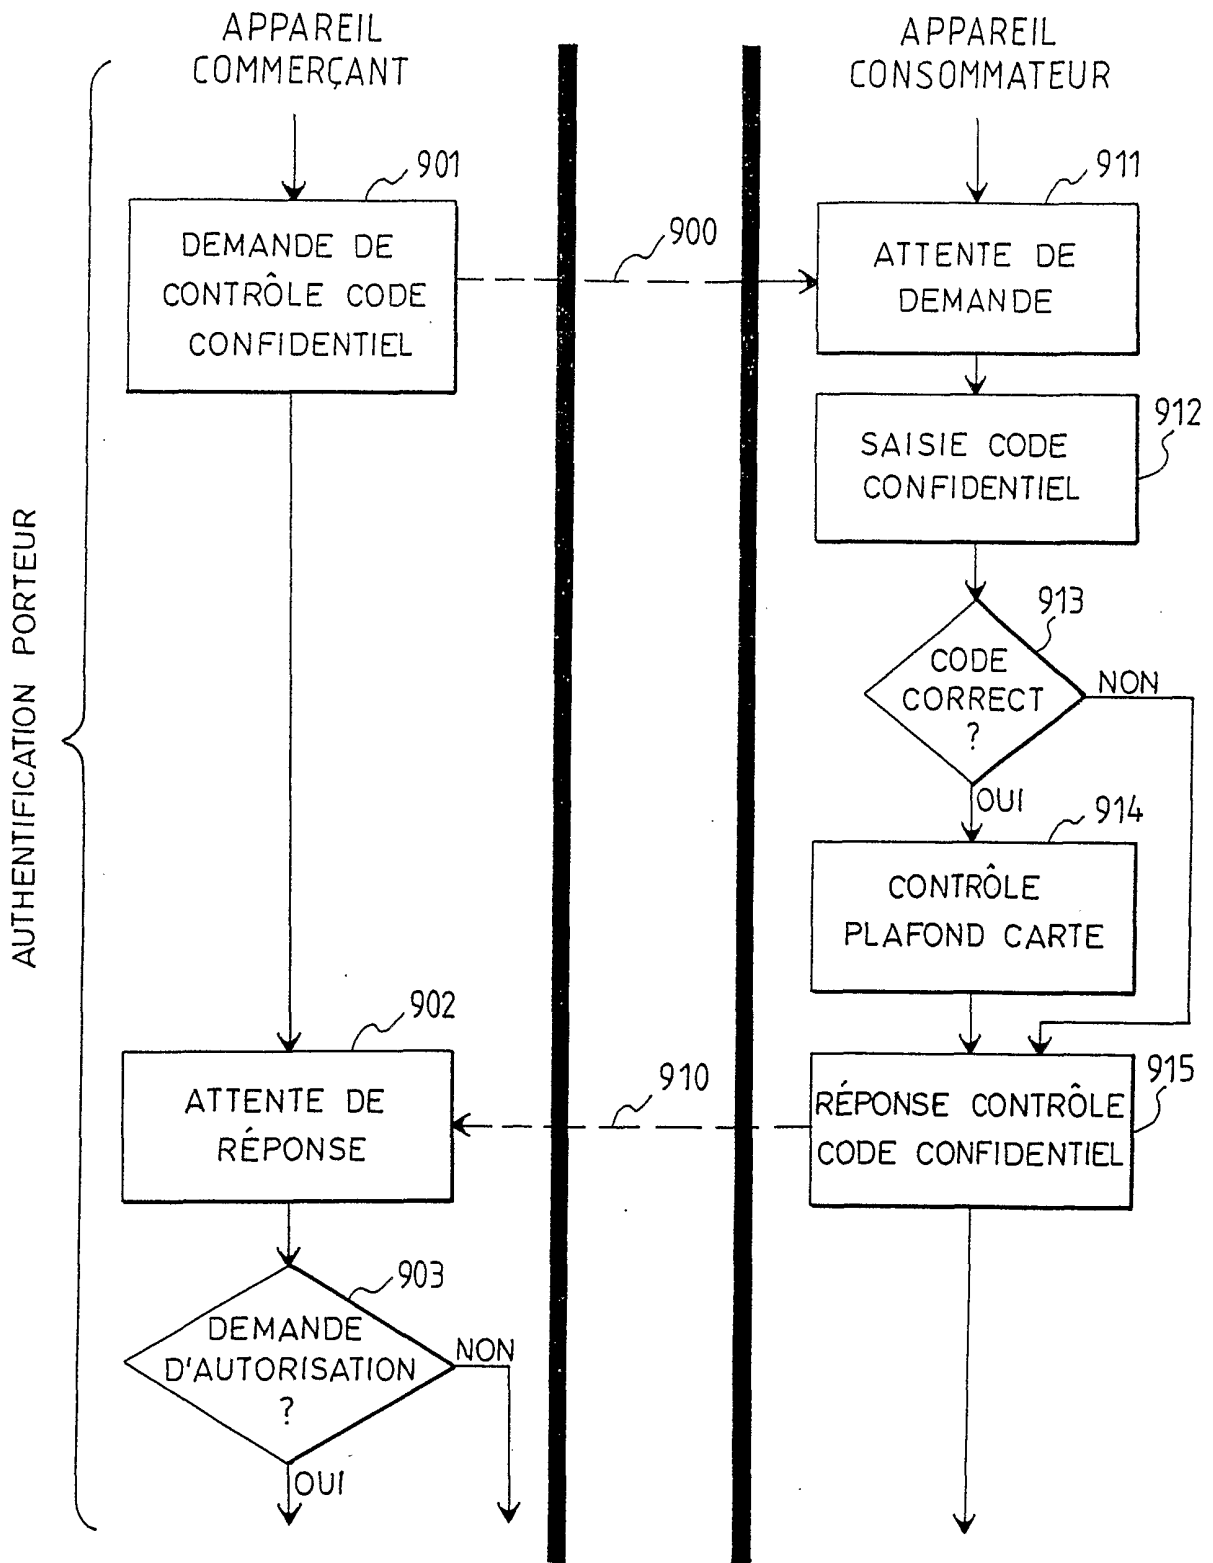 APPAREIL
COMMERÇANT
APPAREIL
CONSOMMATEUR
AUTHENTIFICATION PORTEUR
901
DEMANDE DE
CONTRÔLE CODE
CONFIDENTIEL
900
911
ATTENTE DE
DEMANDE
912
SAISIE CODE
CONFIDENTIEL
913
CODE
CORRECT
?
NON
OUI
914
CONTRÔLE
PLAFOND CARTE
902
ATTENTE DE
RÉPONSE
910
915
RÉPONSE CONTRÔLE
CODE CONFIDENTIEL
903
DEMANDE
D'AUTORISATION
?
NON
OUI